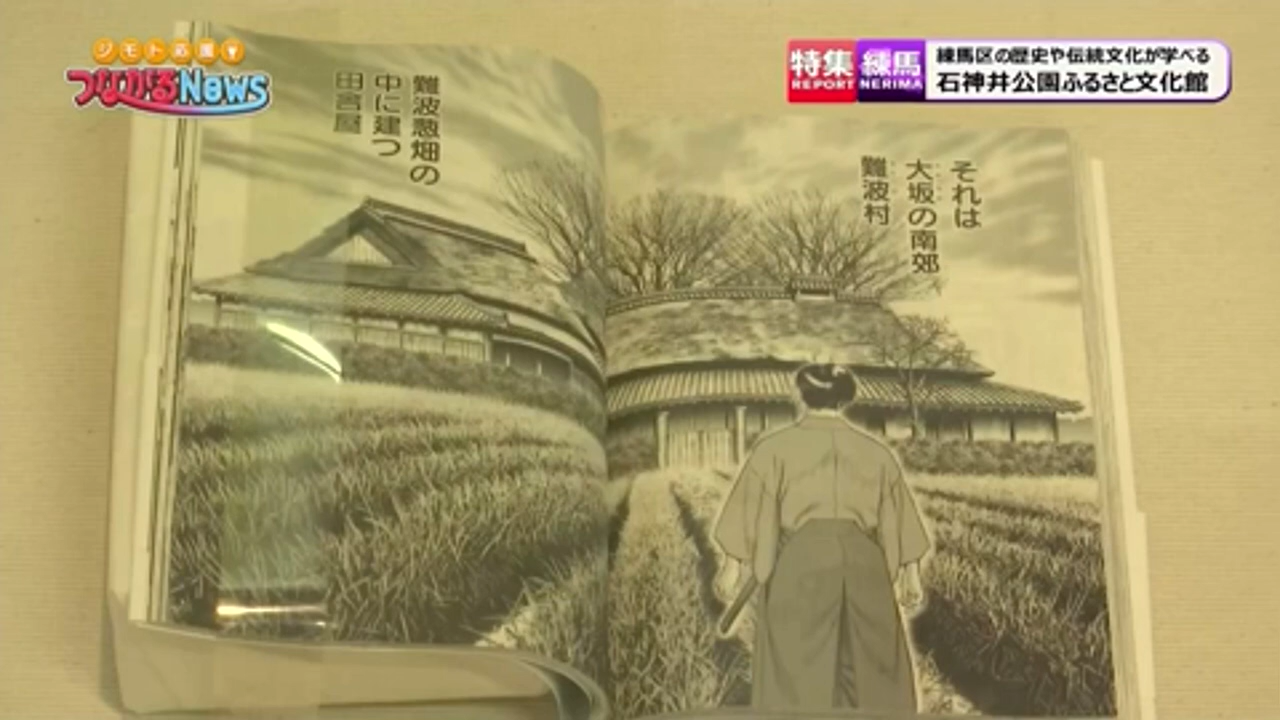 ジモト応援
つながるNews
特集
REPORT
練馬
NERIMA
練馬区の歴史や伝統文化が学べる
石神井公園ふるさと文化館
それは
大坂の南郊
難波村
難波葱畑の
中に建つ
田舎屋